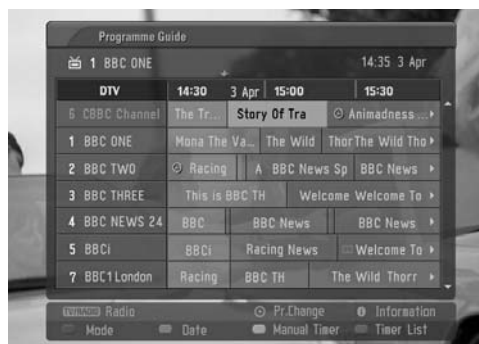 Programme Guide
1 BBC ONE 14:35 3 Apr
DTV 14:30 3 Apr 15:00 15:30
6 CBBC Channel The Tr... Story Of Tra Animadness ...
1 BBC ONE Mona The Va... The Wild ThorThe Wild Tho
2 BBC TWO Racing A BBC News Sp BBC News
3 BBC THREE This is BBC TH Welcome Welcome To
4 BBC NEWS 24 BBC BBC News BBC News
5 BBCi BBCi Racing News Welcome To
7 BBC1London Racing BBC TH The Wild Thorr
TV/RADIO Radio Pr.Change Information
Mode Date Manual Timer Timer List